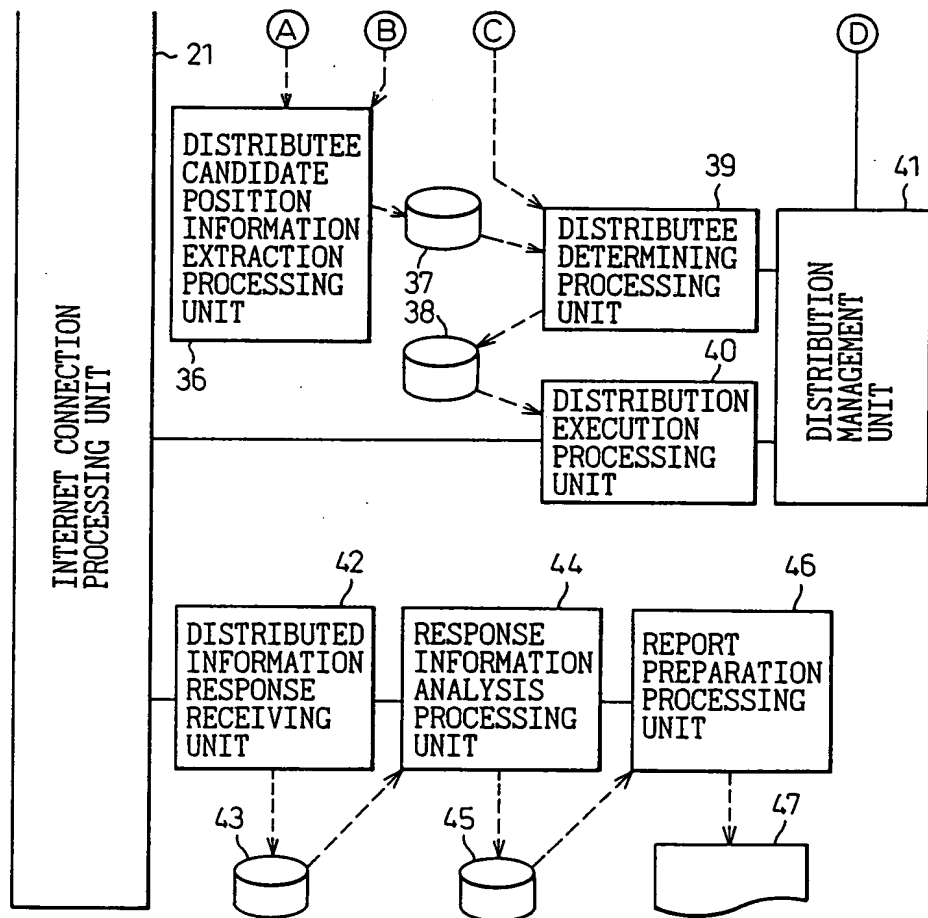 A
B
C
D
21
DISTRIBUTEE
CANDIDATE
POSITION
INFORMATION
EXTRACTION
PROCESSING
UNIT
36
37
38
39
DISTRIBUTEE
DETERMINING
PROCESSING
UNIT
41
DISTRIBUTION
MANAGEMENT
UNIT
40
DISTRIBUTION
EXECUTION
PROCESSING
UNIT
INTERNET CONNECTION
PROCESSING UNIT
42
DISTRIBUTED
INFORMATION
RESPONSE
RECEIVING
UNIT
44
RESPONSE
INFORMATION
ANALYSIS
PROCESSING
UNIT
46
REPORT
PREPARATION
PROCESSING
UNIT
43
45
47